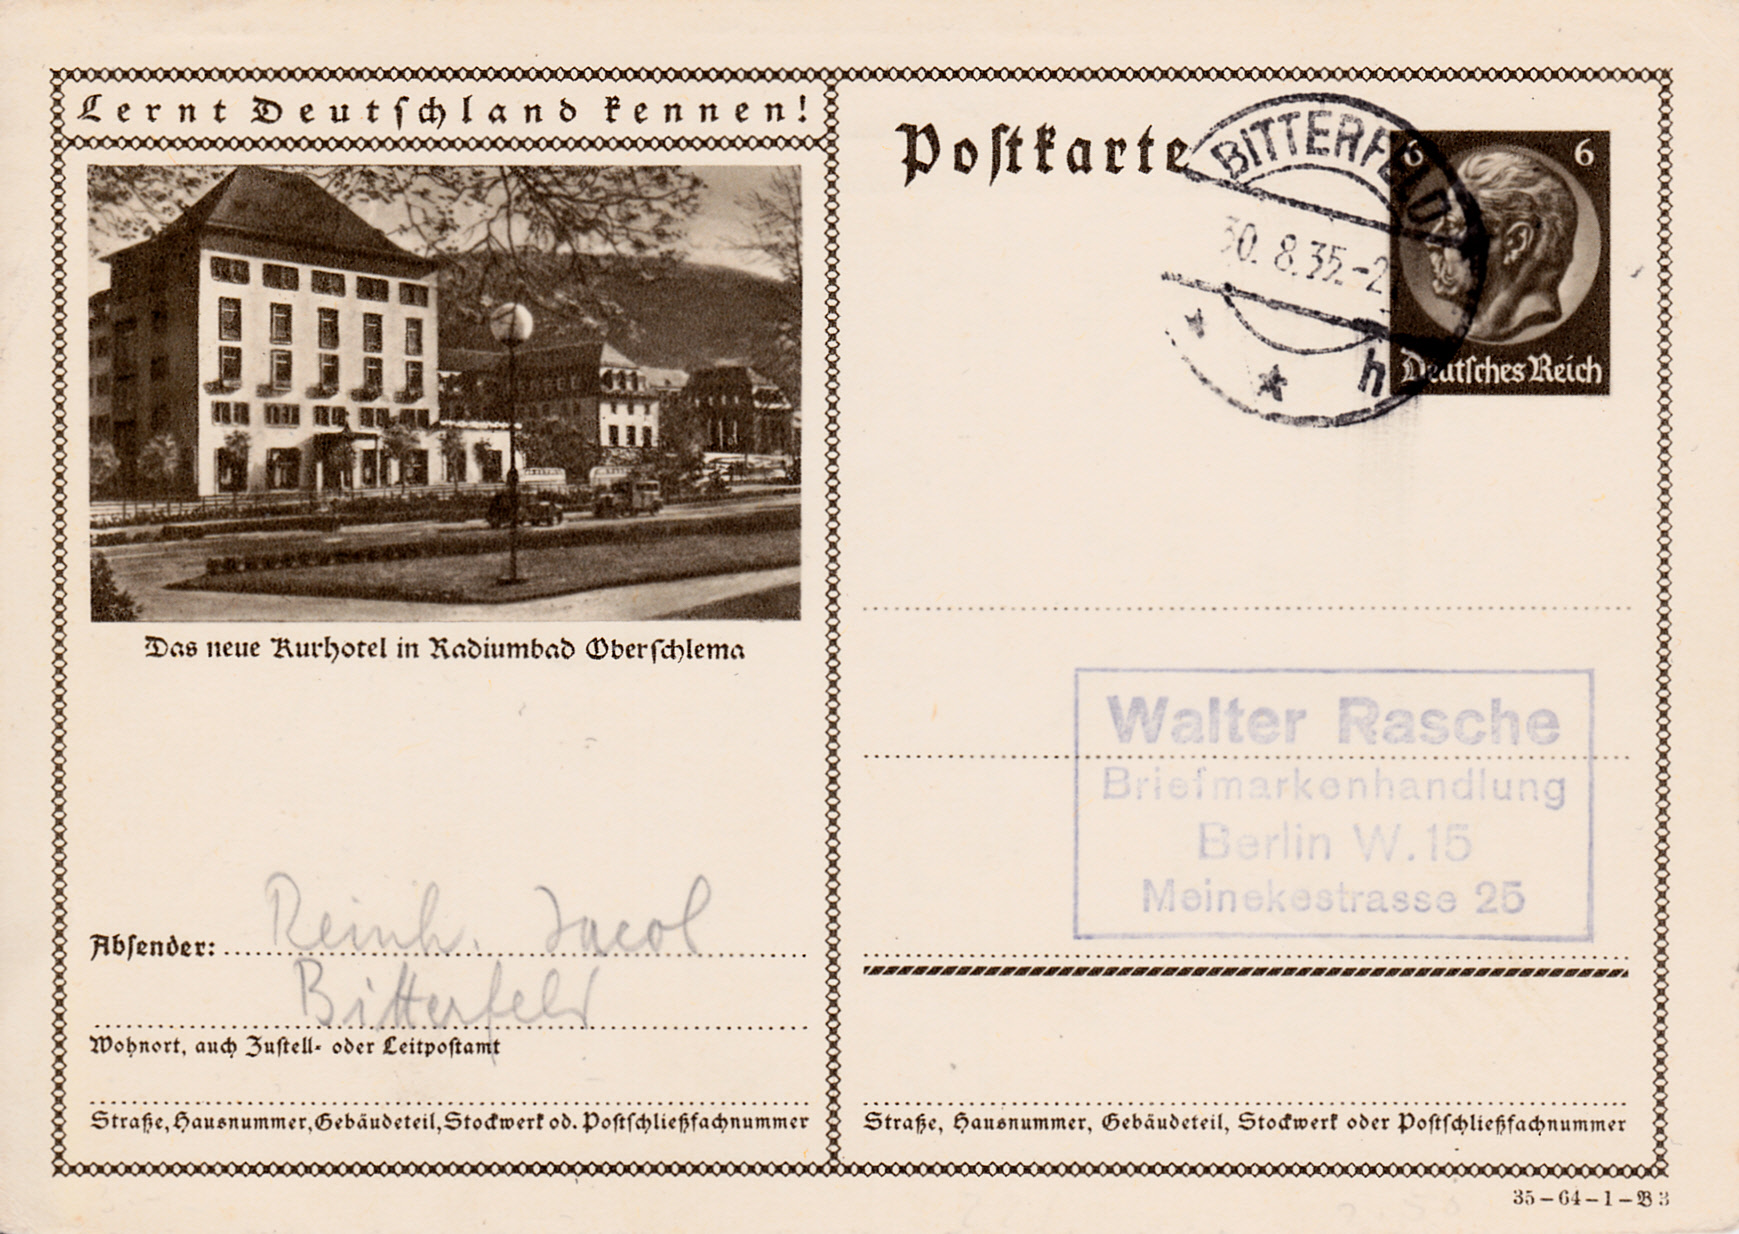 Lernt Deutschland kennen!
Das neue Kurhotel in Radiumbad Oberschlema
Absender: Reinh. Jacob
Bitterfeld
Wohnort, auch Zustell- oder Leitpostamt
Straße, Hausnummer, Gebäudeteil, Stockwerk od. Postschließfachnummer
Postkarte
BITTERFELD
30.8.35.-2
h
6 6
Deutsches Reich
Walter Rasche
Briefmarkenhandlung
Berlin W.15
Meinekestrasse 25
Straße, Hausnummer, Gebäudeteil, Stockwerk oder Postschließfachnummer
35-64-1-B3